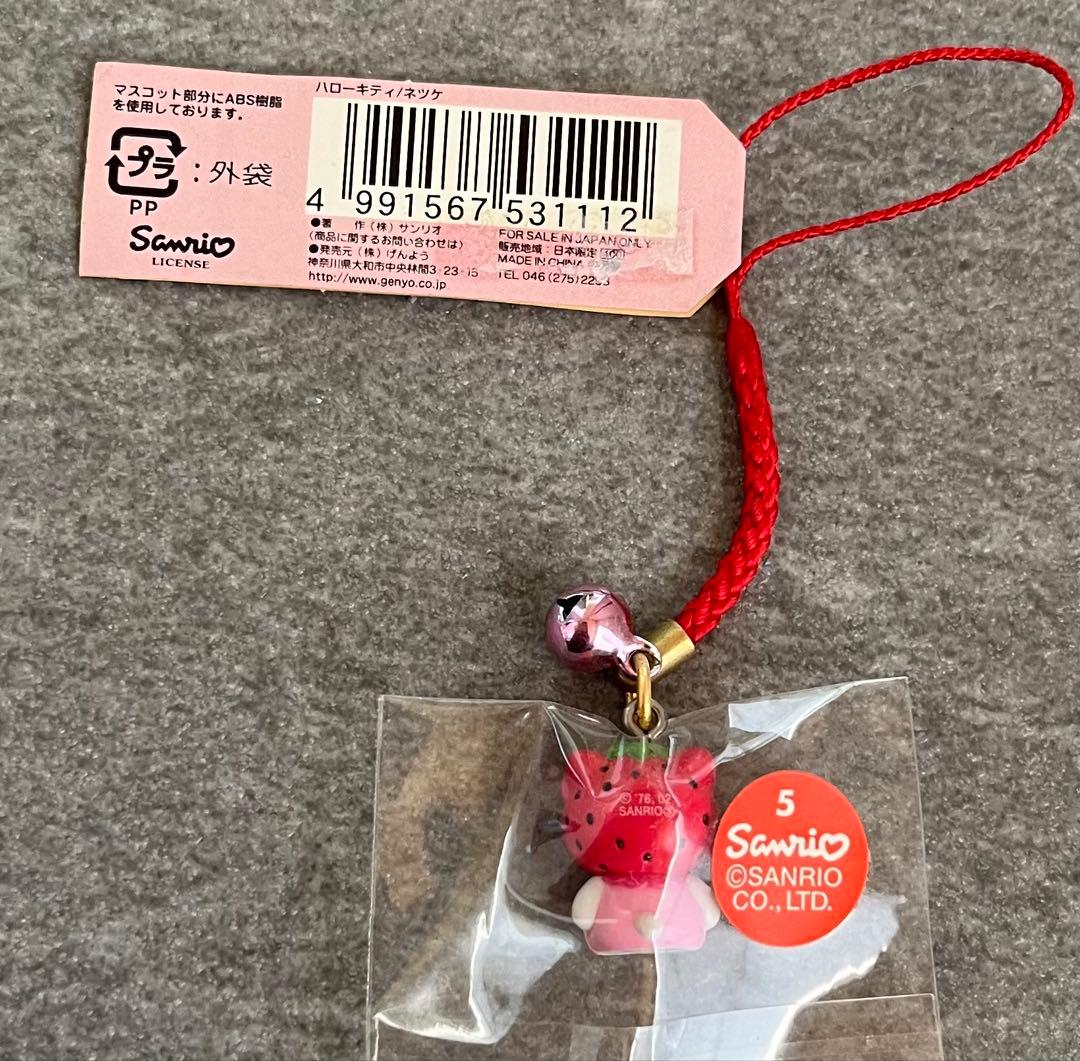 マスコット部分にABS樹脂
を使用しております。
プラ
：外袋
PP
Sanrio
LICENSE
ハローキティ/ネツケ
4 991567 531112
●著　作（株）サンリオ
（商品に関するお問い合わせは）
●発売元（株）げんよう
神奈川県大和市中央林間3-23-15
http://www.genyo.co.jp
FOR SALE IN JAPAN ONLY
販売地域：日本限定
MADE IN CHINA
TEL 046(275)
© '76, 02
SANRIO
5
Sanrio
©SANRIO
CO., LTD.